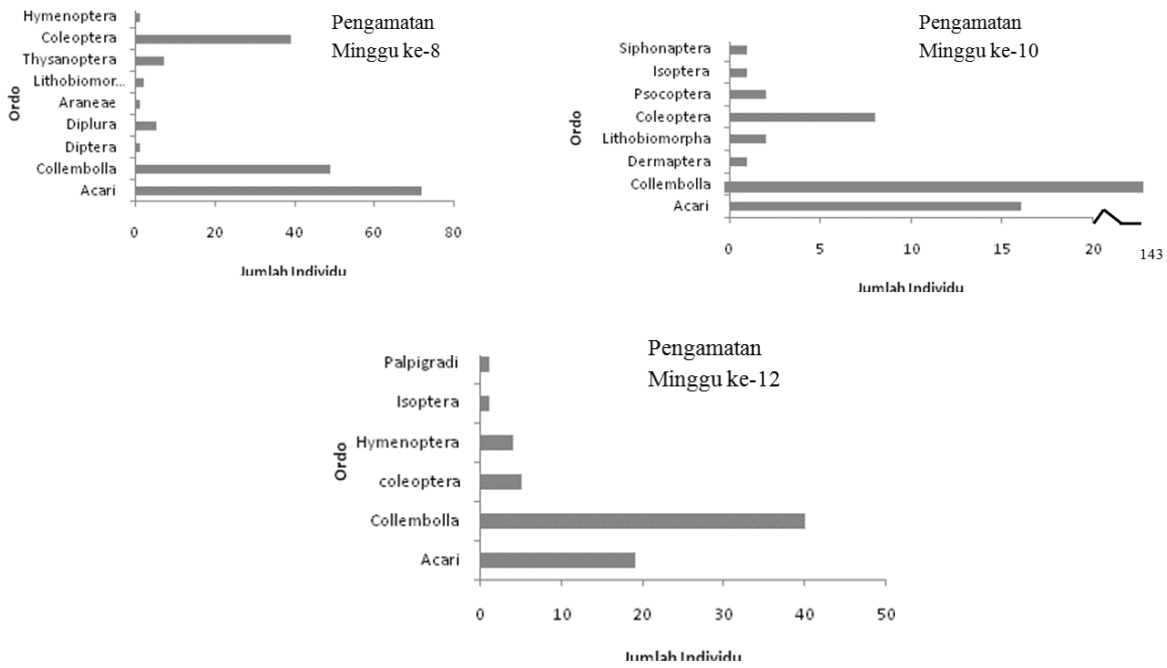 Pengamatan
Minggu ke-8
Ordo
Hymenoptera
Coleoptera
Thysanoptera
Lithobiomor...
Araneae
Diplura
Diptera
Collembolla
Acari
0 20 40 60 80
Jumlah Individu
Pengamatan
Minggu ke-10
Ordo
Siphonaptera
Isoptera
Psocoptera
Coleoptera
Lithobiomorpha
Dermaptera
Collembolla
Acari
0 5 10 15 20 143
Jumlah Individu
Pengamatan
Minggu ke-12
Ordo
Palpigradi
Isoptera
Hymenoptera
coleoptera
Collembolla
Acari
0 10 20 30 40 50
Jumlah Individu